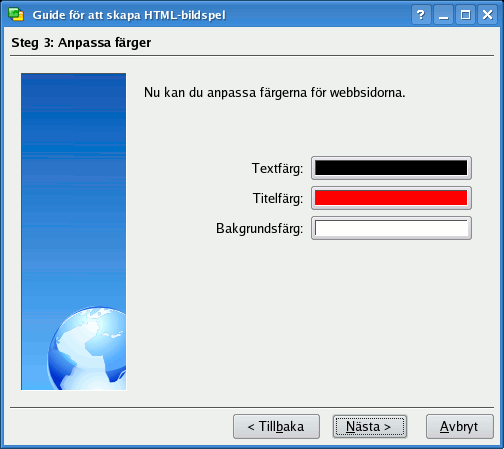 Guide för att skapa HTML-bildspel
Steg 3: Anpassa färger
Nu kan du anpassa färgerna för webbsidorna.
Textfärg:
Titelfärg:
Bakgrundsfärg:
< Tillbaka
Nästa >
Avbryt